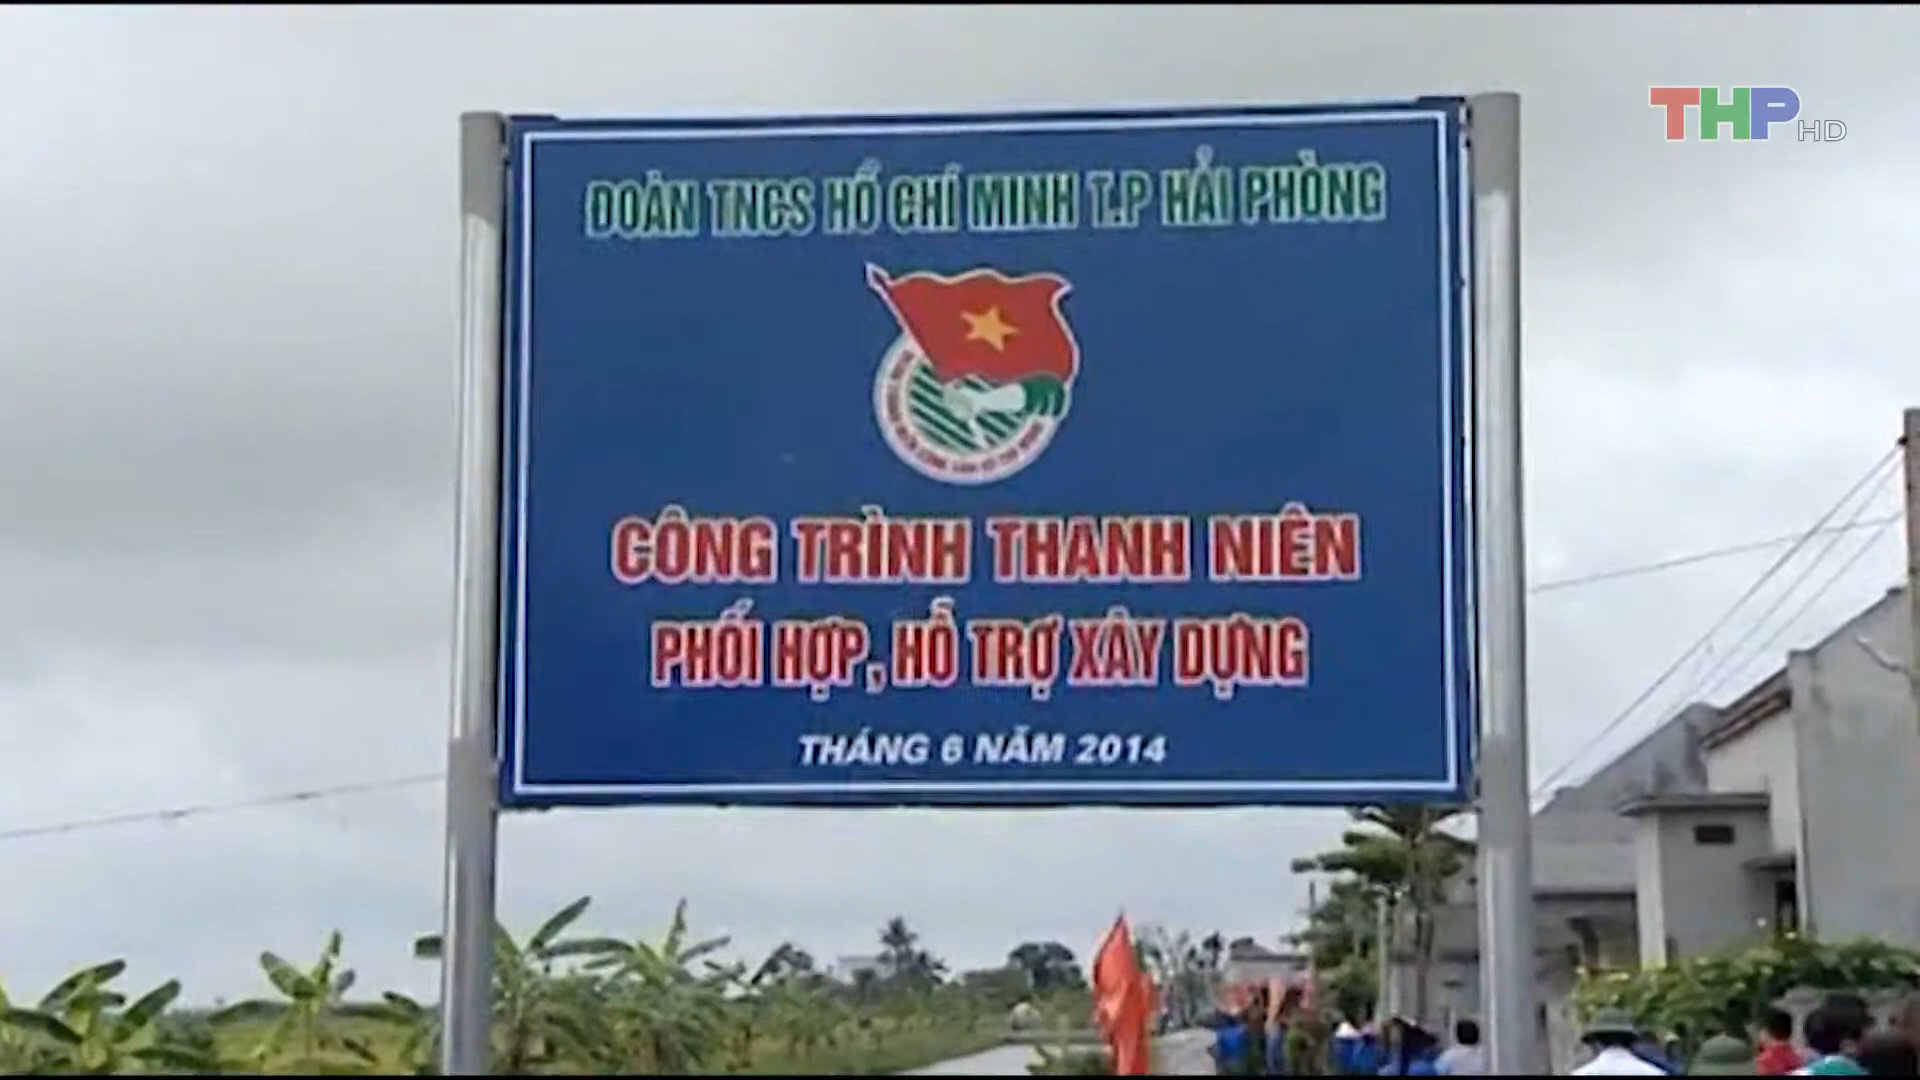 THP HD
ĐOÀN TNCS HỒ CHÍ MINH T.P HẢI PHÒNG
CÔNG TRÌNH THANH NIÊN
PHỐI HỢP, HỖ TRỢ XÂY DỰNG
THÁNG 6 NĂM 2014